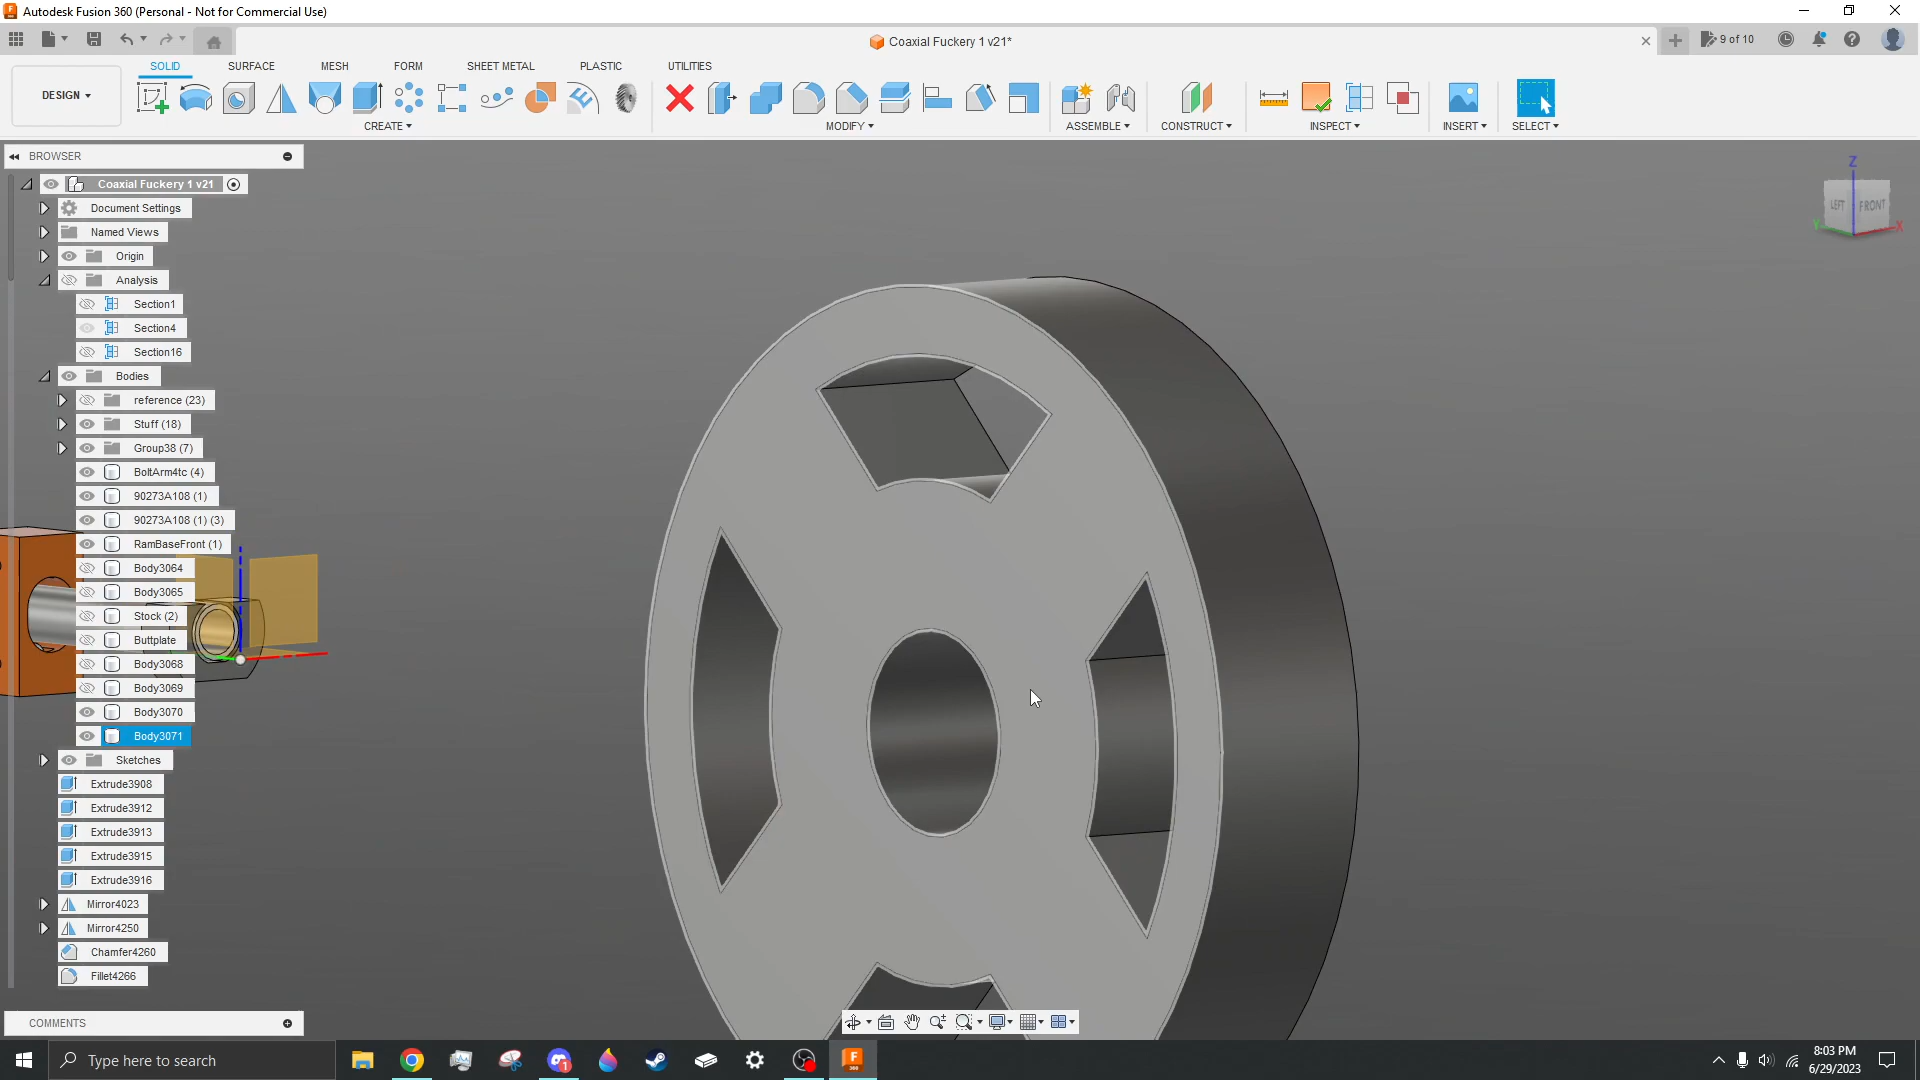 Autodesk Fusion 360 (Personal - Not for Commercial Use)
Coaxial Fuckery 1 v21*
9 of 10
SOLID
SURFACE
MESH
FORM
SHEET METAL
PLASTIC
UTILITIES
DESIGN
CREATE
MODIFY
ASSEMBLE
CONSTRUCT
INSPECT
INSERT
SELECT
BROWSER
Coaxial Fuckery 1 v21
Document Settings
Named Views
Origin
Analysis
Section1
Section4
Section16
Bodies
reference (23)
Stuff (18)
Group38 (7)
BoltArm4tc (4)
90273A108 (1)
90273A108 (1) (3)
RamBaseFront (1)
Body3064
Body3065
Stock (2)
Buttplate
Body3068
Body3069
Body3070
Body3071
Sketches
Extrude3908
Extrude3912
Extrude3913
Extrude3915
Extrude3916
Mirror4023
Mirror4250
Chamfer4260
Fillet4266
COMMENTS
Z
LEFT
FRONT
Y
X
Type here to search
8:03 PM
6/29/2023